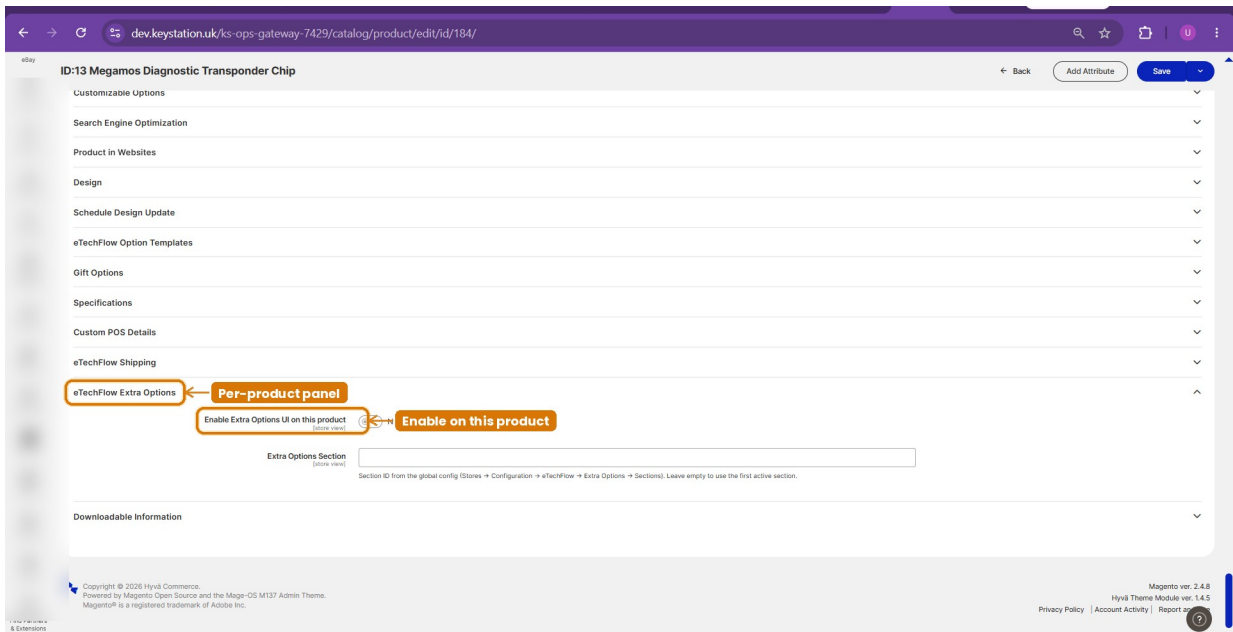 dev.keystation.uk/ks-ops-gateway-7429/catalog/product/edit/id/184/
U
eBay
ID:13 Megamos Diagnostic Transponder Chip
← Back
Add Attribute
Save
Customizable Options
Search Engine Optimization
Product in Websites
Design
Schedule Design Update
eTechFlow Option Templates
Gift Options
Specifications
Custom POS Details
eTechFlow Shipping
eTechFlow Extra Options
Per-product panel
Enable Extra Options UI on this product
[store view]
Enable on this product
Extra Options Section
[store view]
Section ID from the global config (Stores → Configuration → eTechFlow → Extra Options → Sections). Leave empty to use the first active section.
Downloadable Information
Copyright © 2026 Hyvä Commerce.
Powered by Magento Open Source and the Mage-OS M137 Admin Theme.
Magento® is a registered trademark of Adobe Inc.
Magento ver. 2.4.8
Hyvä Theme Module ver. 1.4.5
Privacy Policy | Account Activity | Report
?
& Extensions